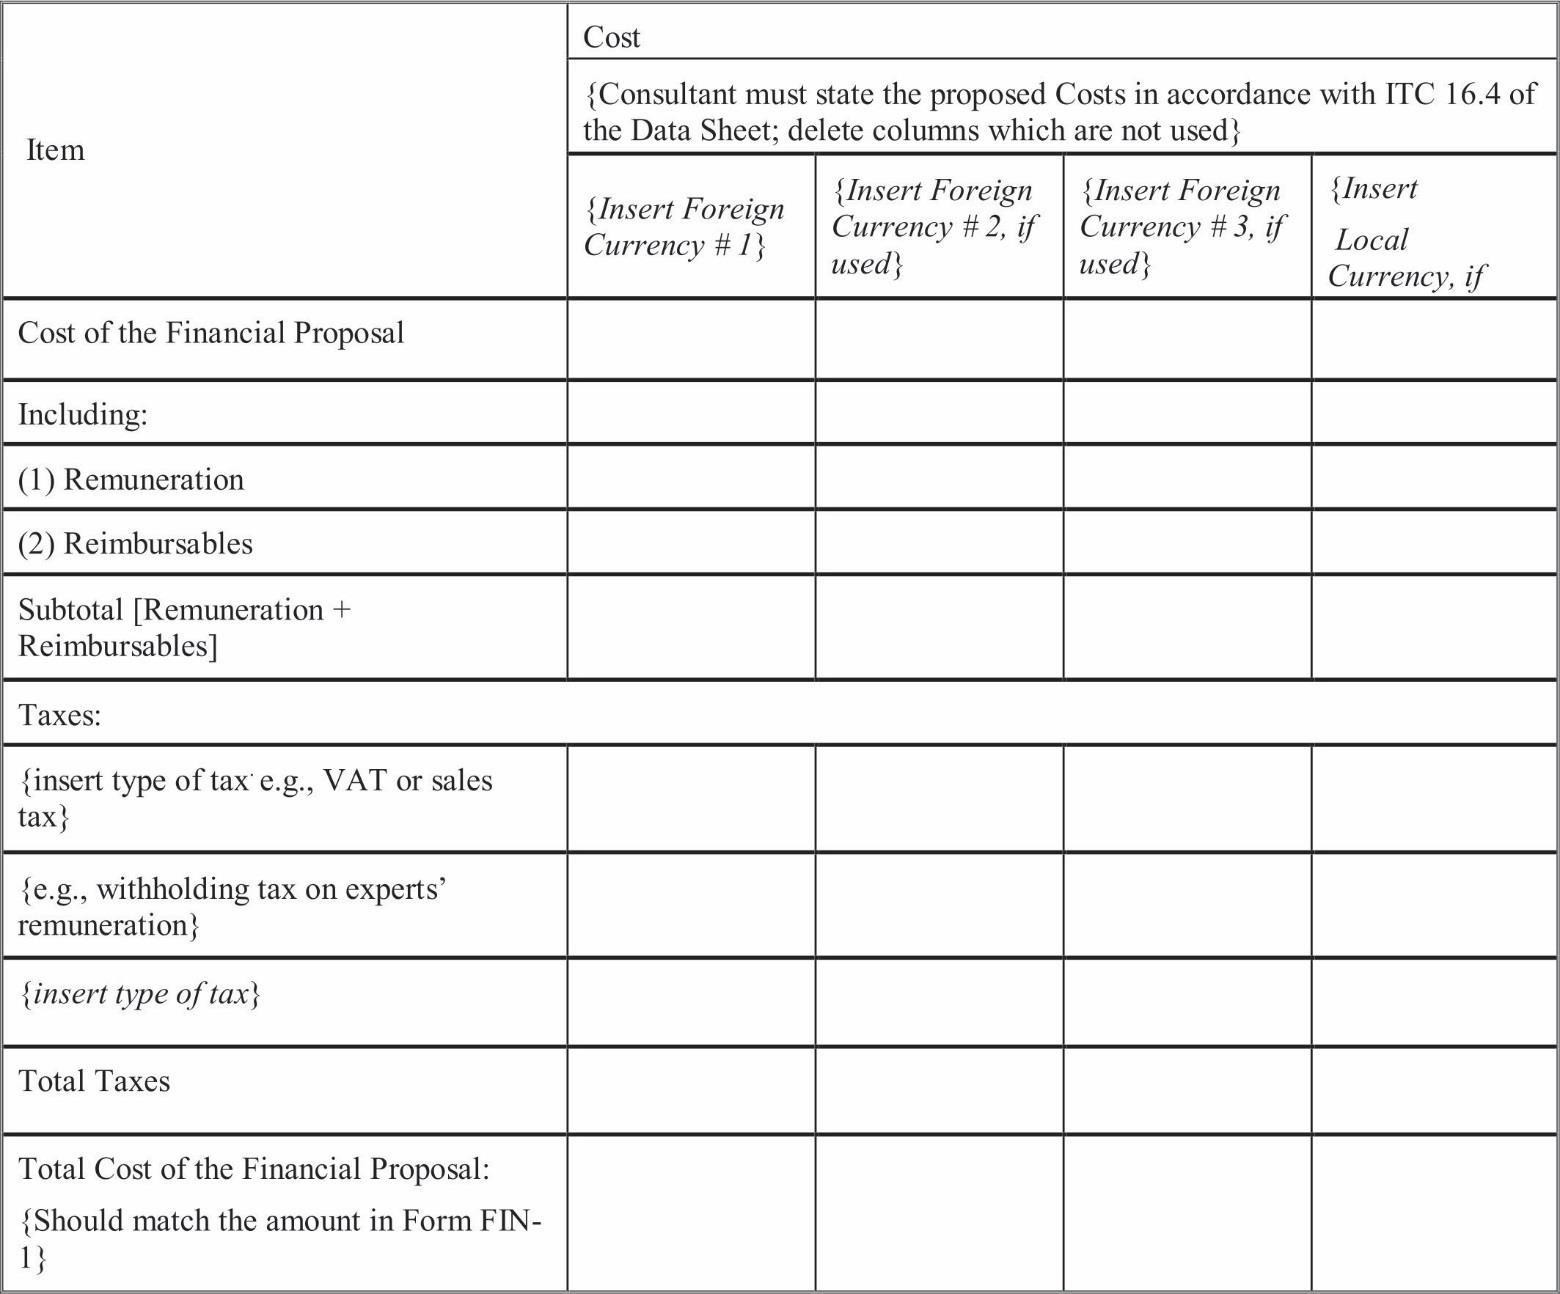 Cost
{Consultant must state the proposed Costs in accordance with ITC 16.4 of
the Data Sheet; delete columns which are not used}
Item
{Insert Foreign
Currency # 1}
{Insert Foreign
Currency # 2, if
used}
{Insert Foreign
Currency # 3, if
used}
{Insert
Local
Currency, if
Cost of the Financial Proposal
Including:
(1) Remuneration
(2) Reimbursables
Subtotal [Remuneration +
Reimbursables]
Taxes:
{insert type of tax· e.g., VAT or sales
tax}
{e.g., withholding tax on experts’
remuneration}
{insert type of tax}
Total Taxes
Total Cost of the Financial Proposal:
{Should match the amount in Form FIN-
1}